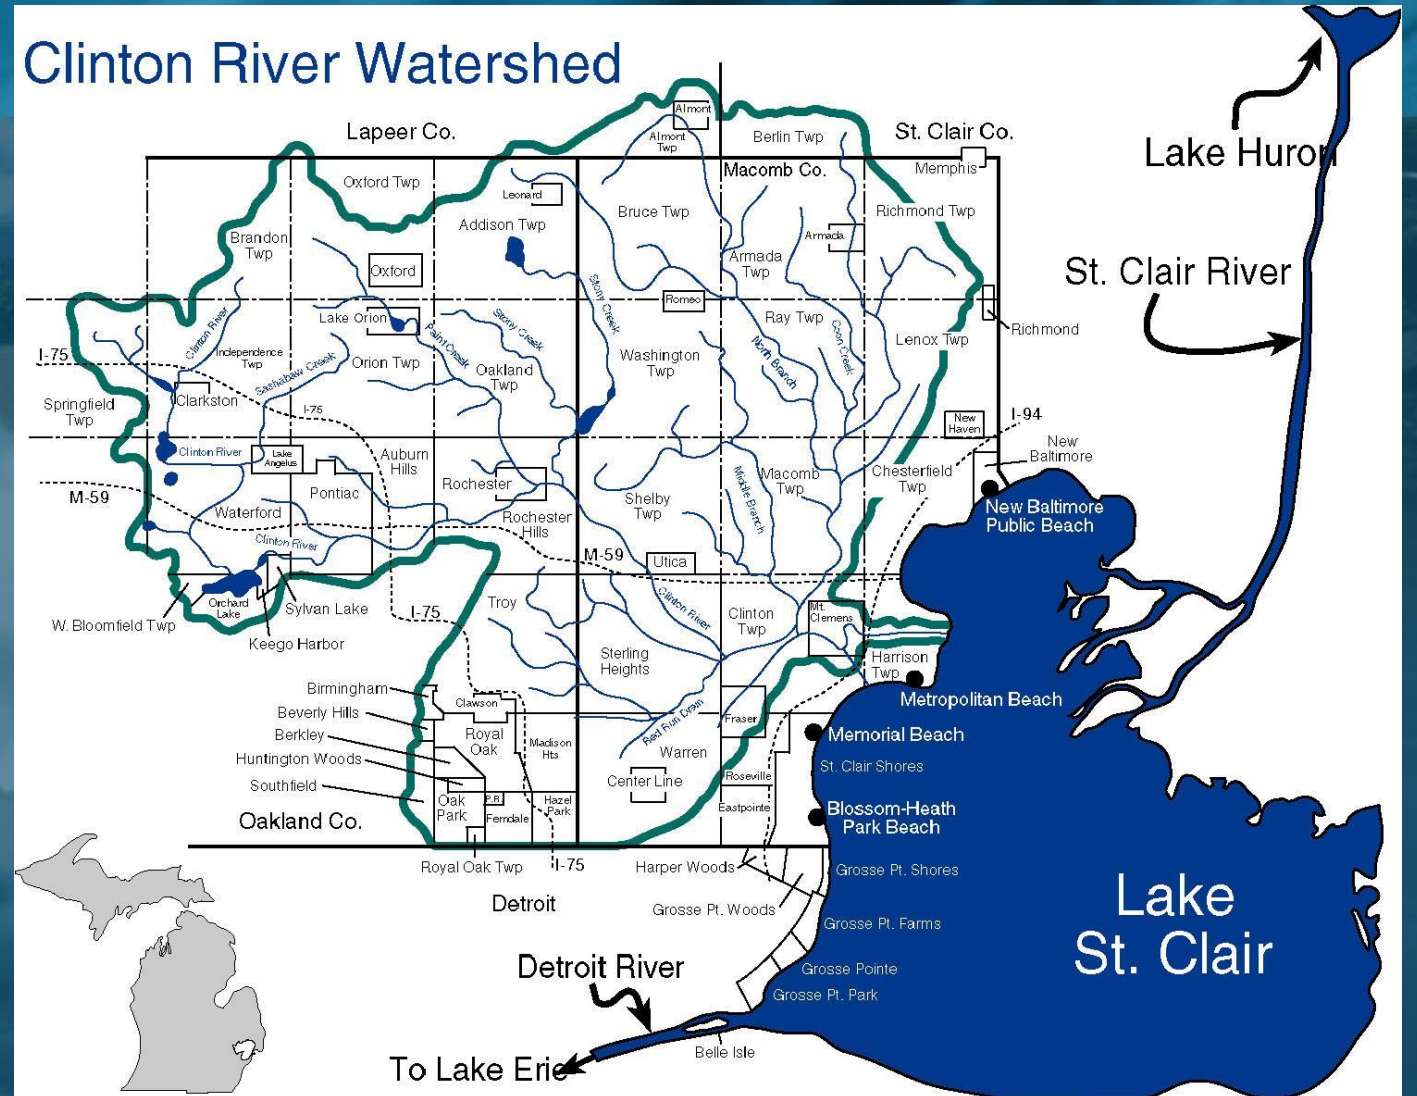 Clinton River Watershed
Lapeer Co.
Almont
Almont
Twp
Berlin Twp
St. Clair Co.
Memphis
Macomb Co.
Lake Huron
Oxford Twp
Leonard
Addison Twp
Bruce Twp
Armada
Richmond Twp
Brandon
Twp
Oxford
Armada
Twp
St. Clair River
Stony Creek
Romeo
Richmond
Lake Orion
Paint Creek
Stony Creek
Ray Twp
Coon Creek
Lenox Twp
Clinton River
Independence
Twp
Sashabaw Creek
Orion Twp
Oakland
Twp
Washington
Twp
North Branch
I-75
Springfield
Twp
Clarkston
I-75
New
Haven
I-94
New
Baltimore
Clinton River
Lake
Angelus
Auburn
Hills
Rochester
Pontiac
M-59
Waterford
Rochester
Hills
Shelby
Twp
Middle Branch
Macomb
Twp
Chesterfield
Twp
New Baltimore
Public Beach
Clinton River
M-59
Utica
Orchard
Lake
Sylvan Lake
W. Bloomfield Twp
Keego Harbor
I-75
Troy
Clinton River
Clinton
Twp
Mt.
Clemens
Sterling
Heights
Harrison
Twp
Metropolitan Beach
Birmingham
Beverly Hills
Berkley
Huntington Woods
Southfield
Clawson
Royal
Oak
Madison
Hts
Red Run Drain
Fraser
Warren
Memorial Beach
St. Clair Shores
Center Line
Roseville
Eastpointe
Blossom-Heath
Park Beach
Oak
Park
P.R.
Ferndale
Hazel
Park
Oakland Co.
Royal Oak Twp
I-75
Harper Woods
Grosse Pt. Shores
Detroit
Grosse Pt. Woods
Grosse Pt. Farms
Lake
St. Clair
Detroit River
Grosse Pointe
Grosse Pt. Park
Belle Isle
To Lake Erie